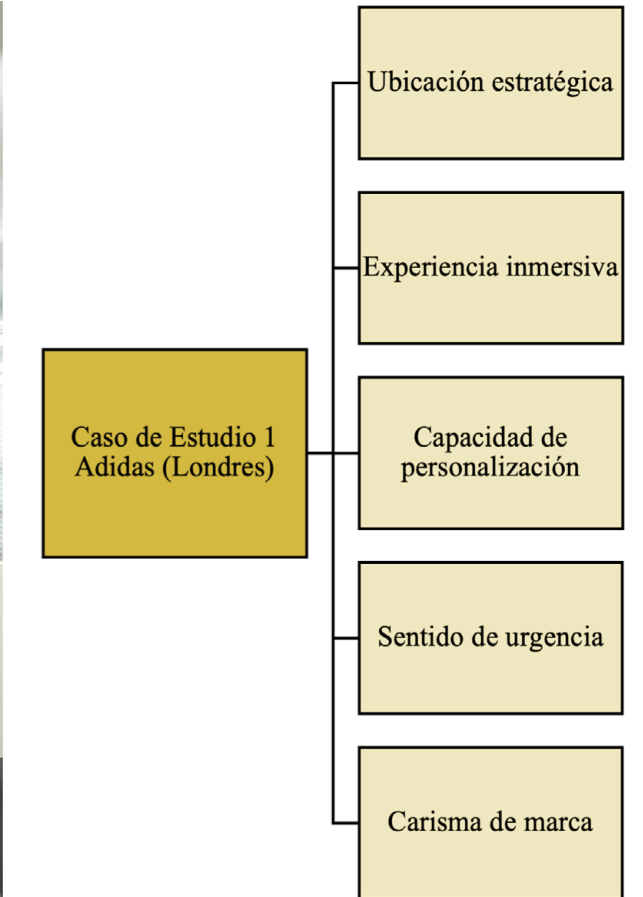 Ubicación estratégica
Experiencia inmersiva
Caso de Estudio 1
Adidas (Londres)
Capacidad de
personalización
Sentido de urgencia
Carisma de marca